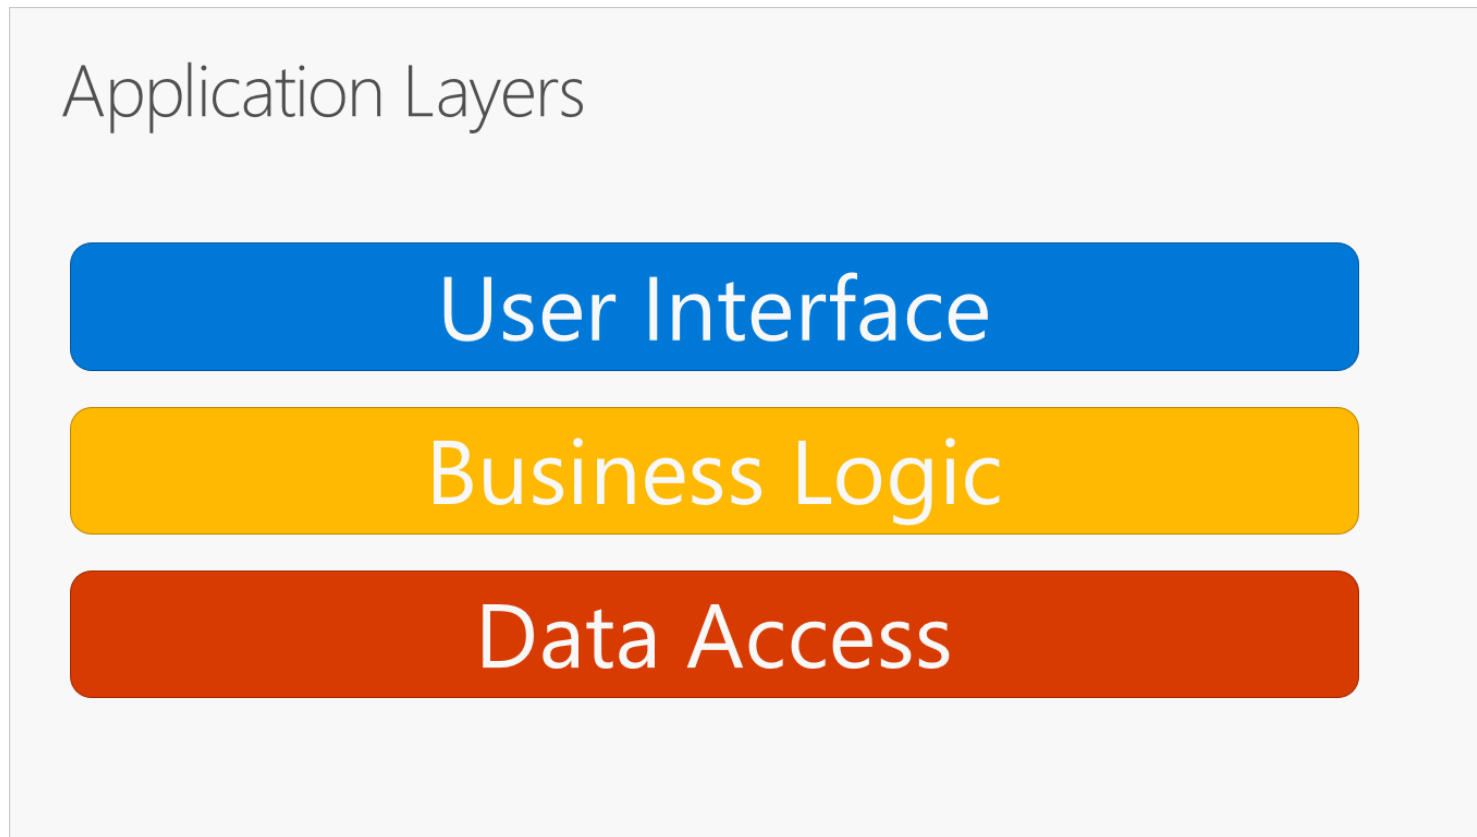 Application Layers
User Interface
Business Logic
Data Access